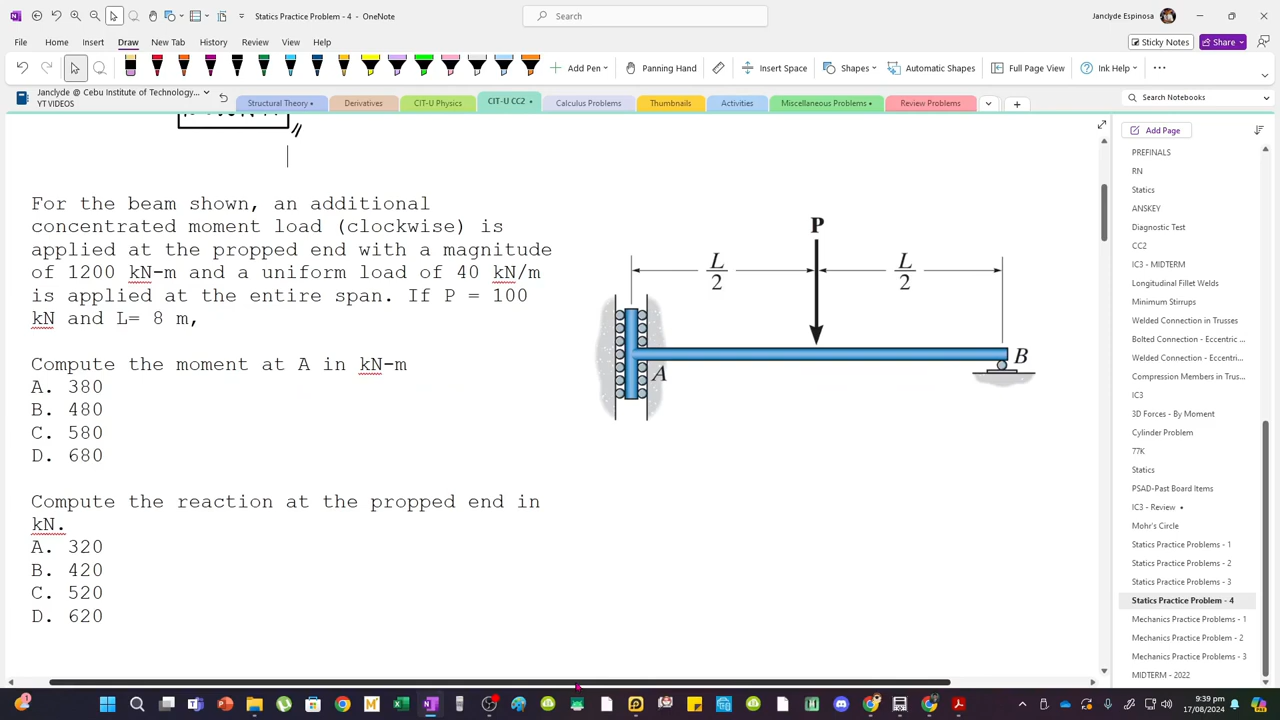 Statics Practice Problem - 4 - OneNote
Search
Janclyde Espinosa
File Home Insert Draw New Tab History Review View Help
Sticky Notes Share
Add Pen Panning Hand Insert Space Shapes Automatic Shapes Full Page View Ink Help
Janclyde @ Cebu Institute of Technology...
YT VIDEOS
Structural Theory Derivatives CIT-U Physics CIT-U CC2 Calculus Problems Thumbnails Activities Miscellaneous Problems Review Problems
Search Notebooks
Add Page
For the beam shown, an additional
concentrated moment load (clockwise) is
applied at the propped end with a magnitude
of 1200 kN-m and a uniform load of 40 kN/m
is applied at the entire span. If P = 100
kN and L= 8 m,
Compute the moment at A in kN-m
A. 380
B. 480
C. 580
D. 680
Compute the reaction at the propped end in
kN.
A. 320
B. 420
C. 520
D. 620
P
L
2
L
2
A
B
PREFINALS
RN
Statics
ANSKEY
Diagnostic Test
CC2
IC3 - MIDTERM
Longitudinal Fillet Welds
Minimum Stirrups
Welded Connection in Trusses
Bolted Connection - Eccentric ...
Welded Connection - Eccentri...
Compression Members in Trus...
IC3
3D Forces - By Moment
Cylinder Problem
77K
Statics
PSAD-Past Board Items
IC3 - Review
Mohr's Circle
Statics Practice Problems - 1
Statics Practice Problems - 2
Statics Practice Problems - 3
Statics Practice Problem - 4
Mechanics Practice Problems - 1
Mechanics Practice Problem - 2
Mechanics Practice Problem - 3
MIDTERM - 2022
9:39 pm
17/08/2024